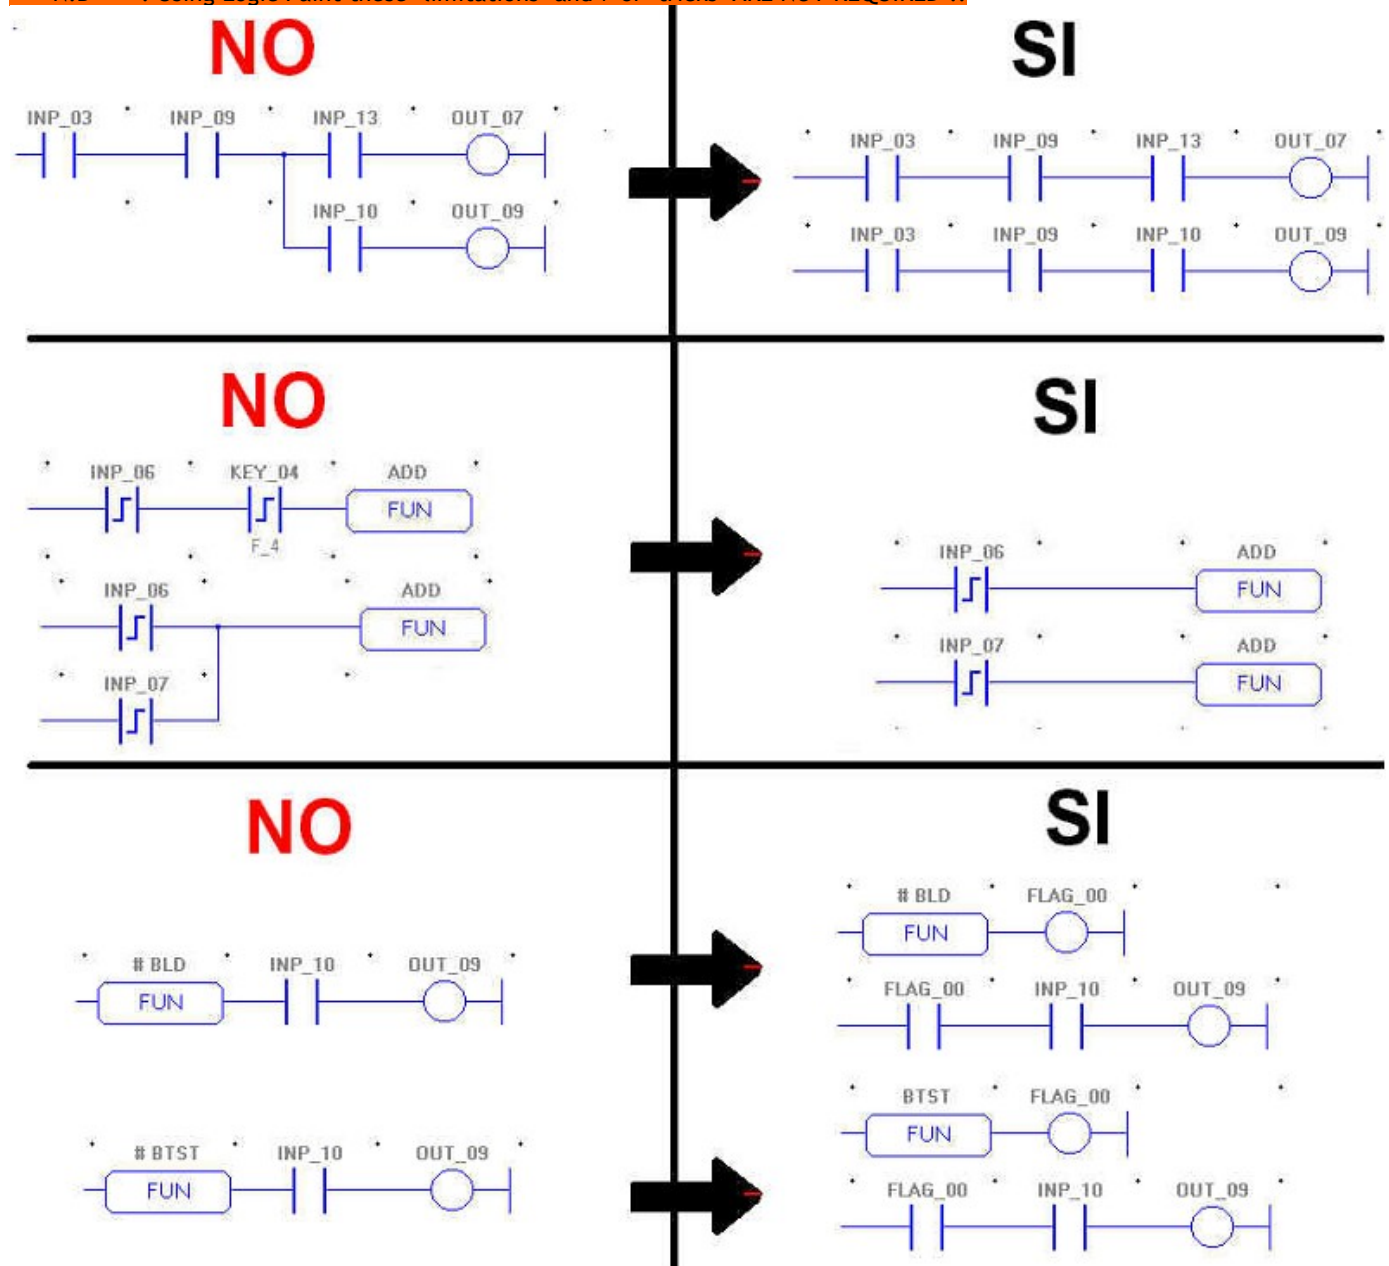 NO SI
INP_03 INP_09 INP_13 OUT_07
INP_10 OUT_09
INP_03 INP_09 INP_13 OUT_07
INP_03 INP_09 INP_10 OUT_09
NO SI
INP_06 KEY_04 ADD
FUN
F_4
INP_06 ADD
FUN
INP_07
INP_06 ADD
FUN
INP_07 ADD
FUN
NO SI
# BLD INP_10 OUT_09
FUN
# BLD FLAG_00
FUN
FLAG_00 INP_10 OUT_09
# BTST INP_10 OUT_09
FUN
BTST FLAG_00
FUN
FLAG_00 INP_10 OUT_09